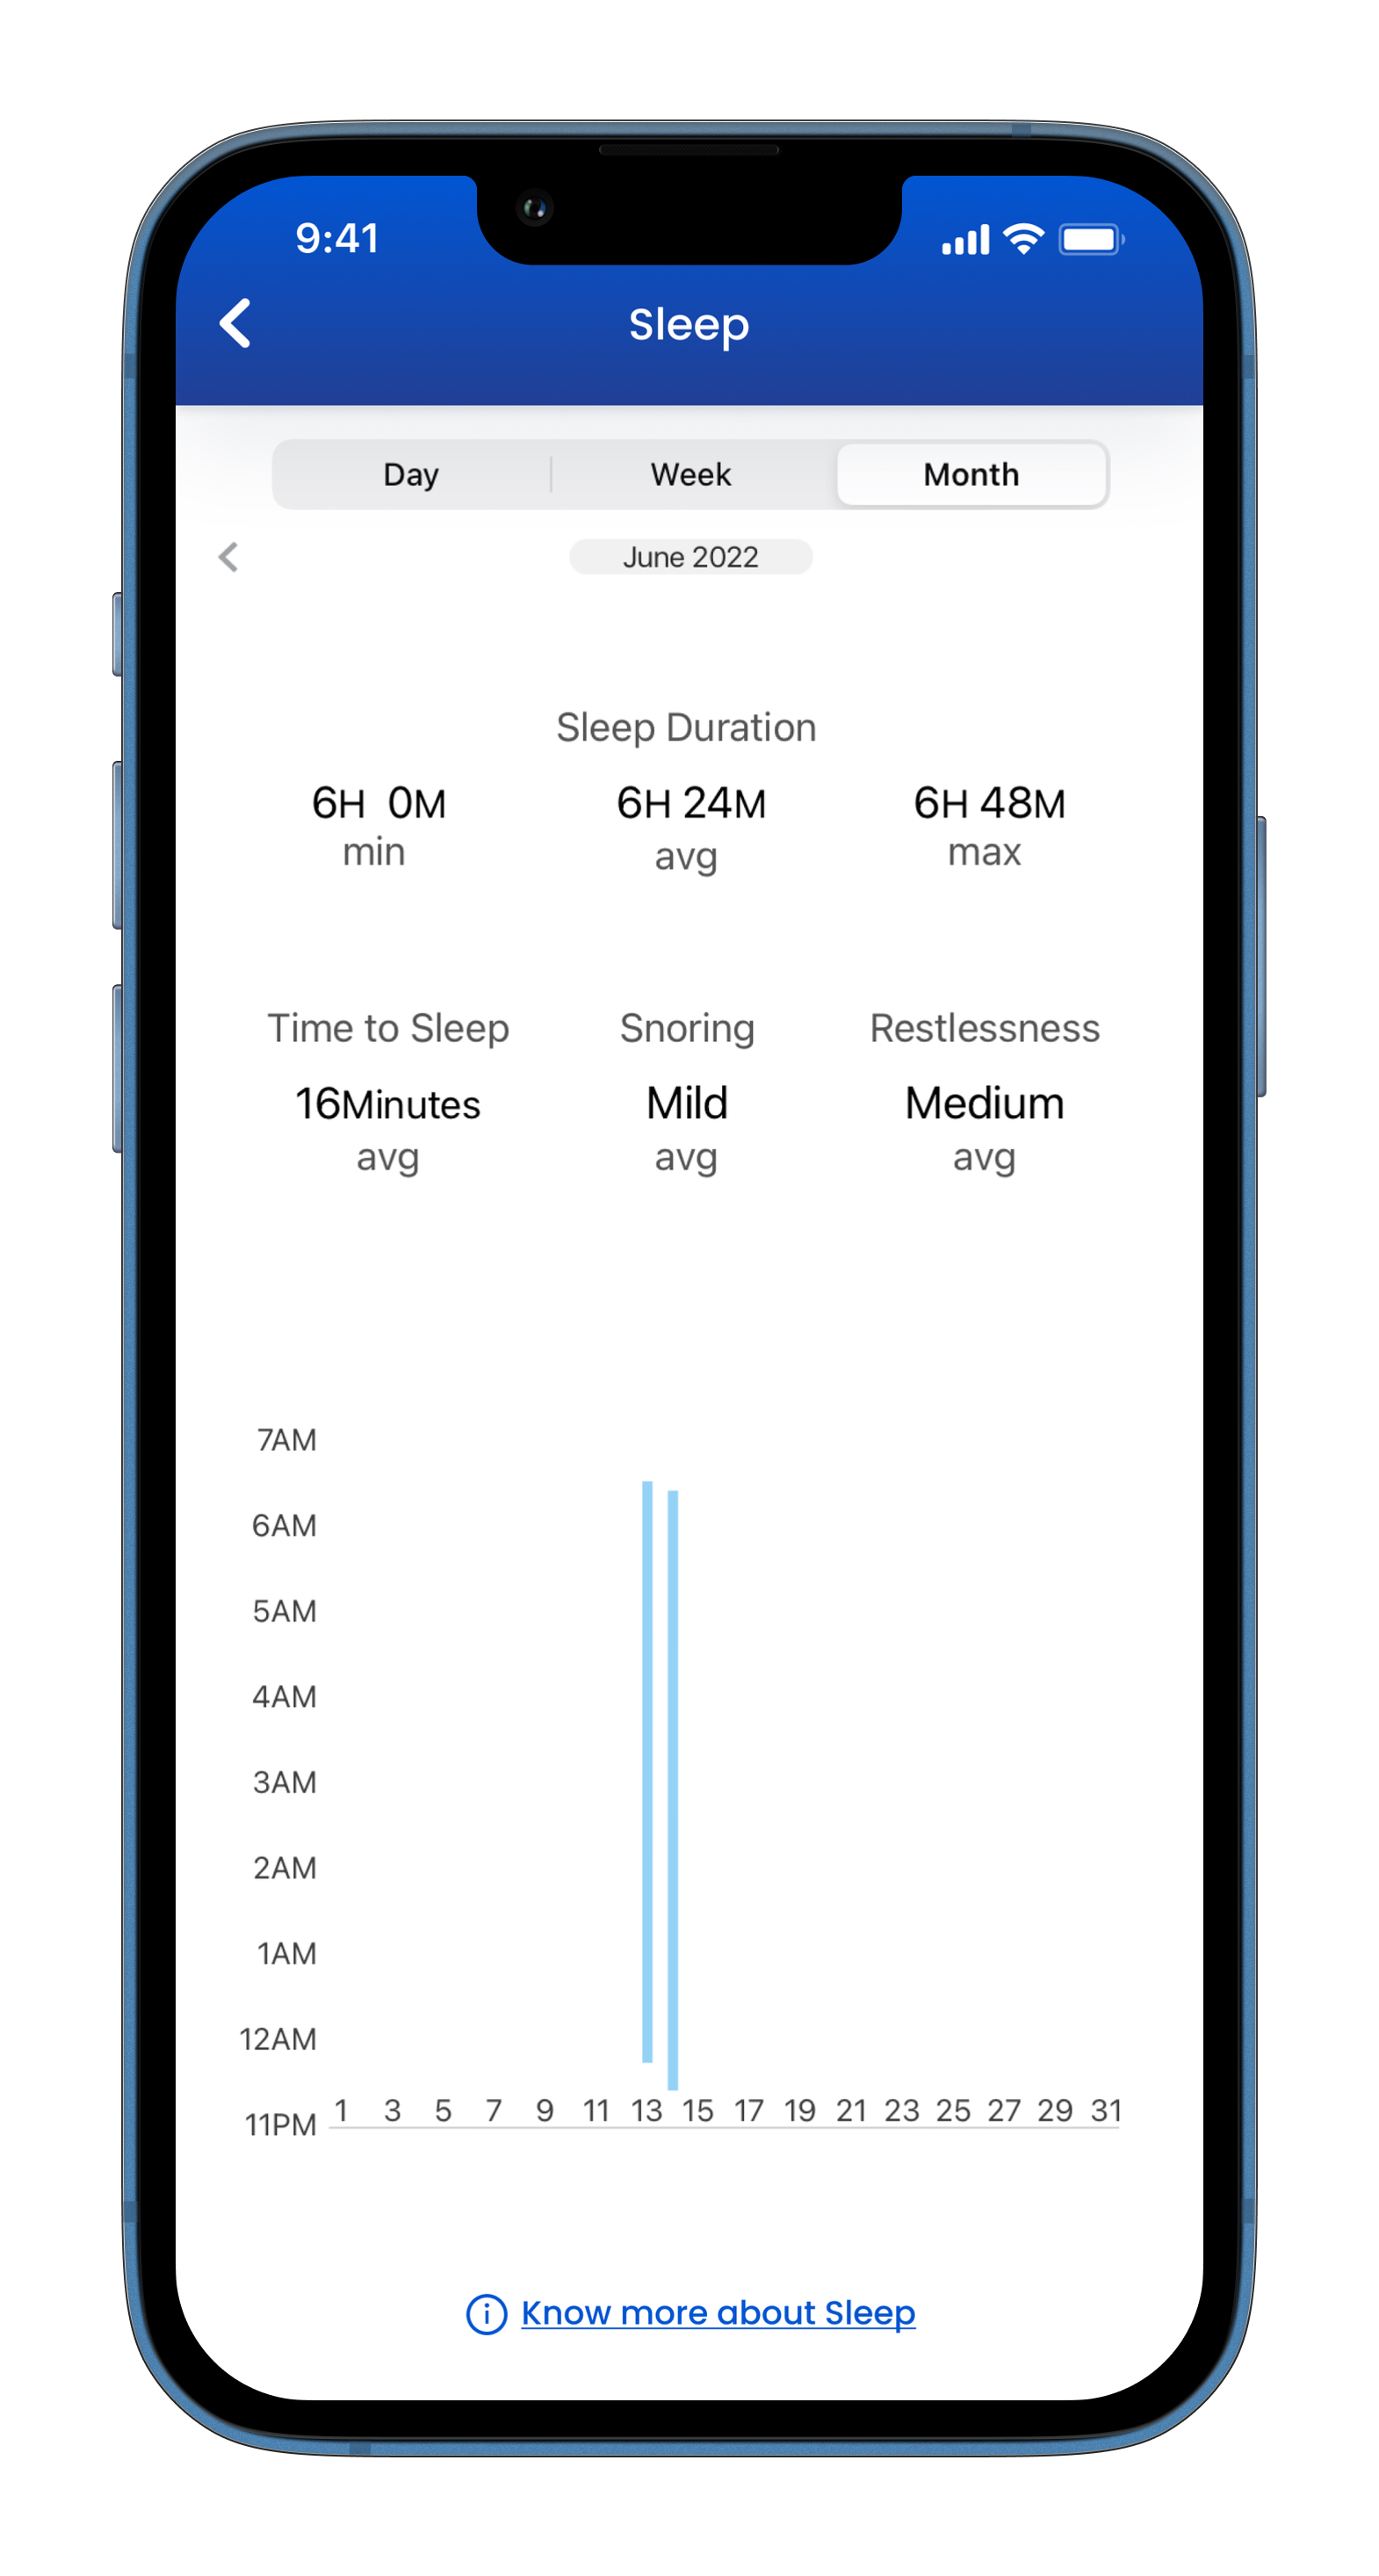 9:41
Sleep
Day Week Month
June 2022
Sleep Duration
6H 0M 6H 24M 6H 48M
min avg max
Time to Sleep Snoring Restlessness
16Minutes Mild Medium
avg avg avg
7AM
6AM
5AM
4AM
3AM
2AM
1AM
12AM
11PM 1 3 5 7 9 11 13 15 17 19 21 23 25 27 29 31
Know more about Sleep